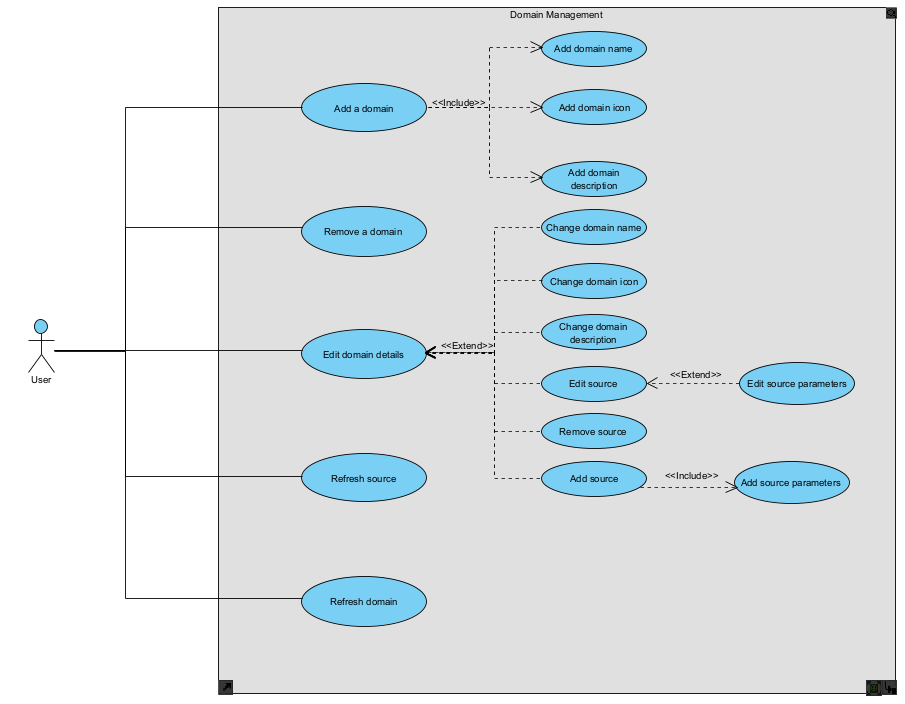 Domain Management
Add domain name
<<Include>>
Add a domain
Add domain icon
Add domain
description
Remove a domain
Change domain name
Change domain icon
Change domain
description
<<Extend>>
Edit domain details
User
Edit source
<<Extend>>
Edit source parameters
Remove source
Refresh source
Add source
<<Include>>
Add source parameters
Refresh domain